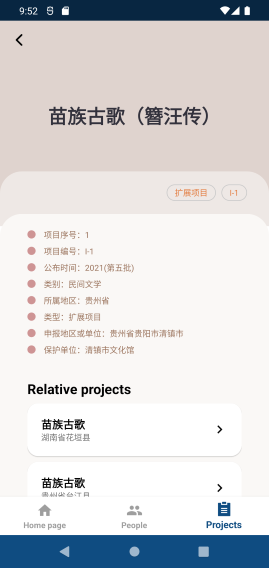 9:52
苗族古歌（簪汪传）
扩展项目 I-1
项目序号：1
项目编号：Ⅰ-1
公布时间：2021(第五批)
类别：民间文学
所属地区：贵州省
类型：扩展项目
申报地区或单位：贵州省贵阳市清镇市
保护单位：清镇市文化馆
Relative projects
苗族古歌
湖南省花垣县
苗族古歌
贵州省台江县
Home page People Projects